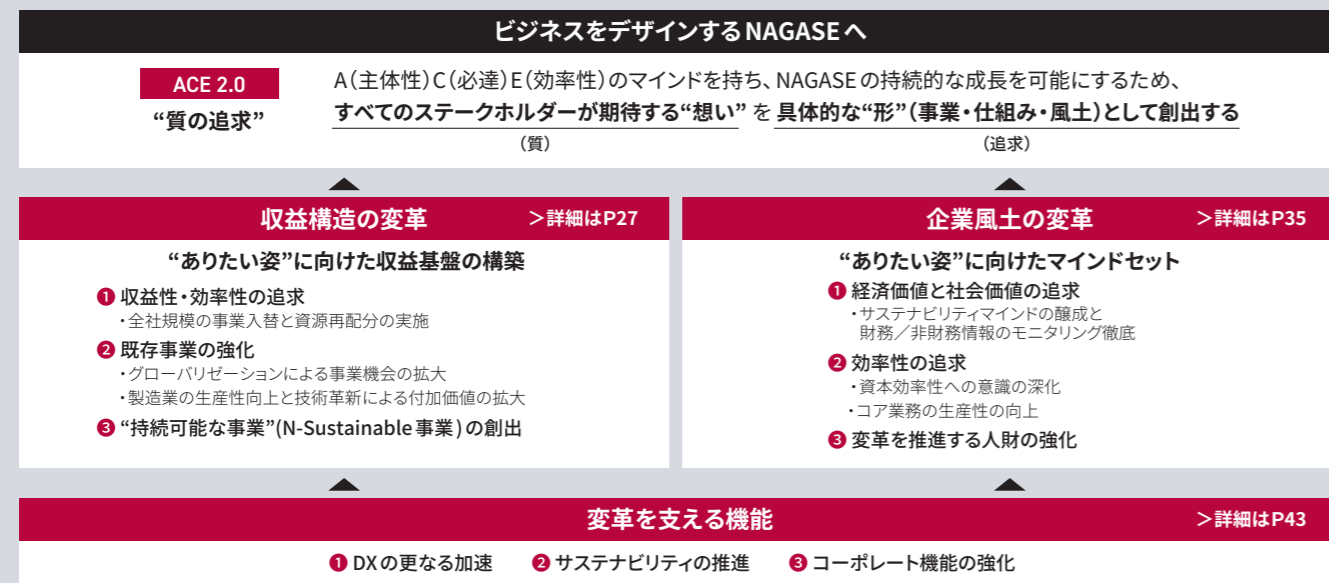 ビジネスをデザインするNAGASEへ
ACE 2.0
“質の追求”
A(主体性)C(必達)E(効率性)のマインドを持ち、NAGASEの持続的な成長を可能にするため、
すべてのステークホルダーが期待する“想い” を 具体的な“形”(事業・仕組み・風土)として創出する
(質)
(追求)
収益構造の変革
>詳細はP27
“ありたい姿”に向けた収益基盤の構築
❶ 収益性・効率性の追求
・全社規模の事業入替と資源再配分の実施
❷ 既存事業の強化
・グローバリゼーションによる事業機会の拡大
・製造業の生産性向上と技術革新による付加価値の拡大
❸ “持続可能な事業”(N-Sustainable事業)の創出
企業風土の変革
>詳細はP35
“ありたい姿”に向けたマインドセット
❶ 経済価値と社会価値の追求
・サステナビリティマインドの醸成と
財務/非財務情報のモニタリング徹底
❷ 効率性の追求
・資本効率性への意識の深化
・コア業務の生産性の向上
❸ 変革を推進する人財の強化
変革を支える機能
>詳細はP43
❶ DXの更なる加速 ❷ サステナビリティの推進 ❸ コーポレート機能の強化